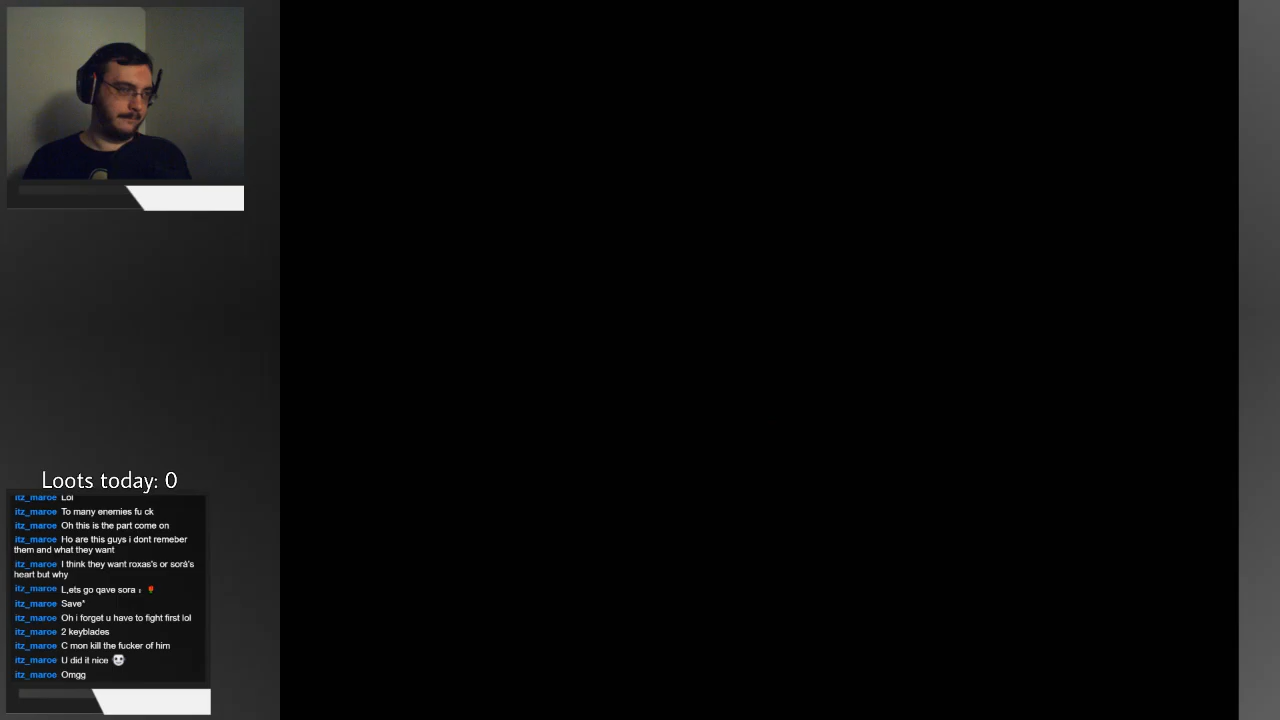 Loots today: 0
itz_maroe Lol
itz_maroe To many enemies fu ck
itz_maroe Oh this is the part come on
itz_maroe Ho are this guys i dont remeber
them and what they want
itz_maroe I think they want roxas's or sora's
heart but why
itz_maroe L,ets go qave sora
itz_maroe Save*
itz_maroe Oh i forget u have to fight first lol
itz_maroe 2 keyblades
itz_maroe C mon kill the fucker of him
itz_maroe U did it nice
itz_maroe Omgg